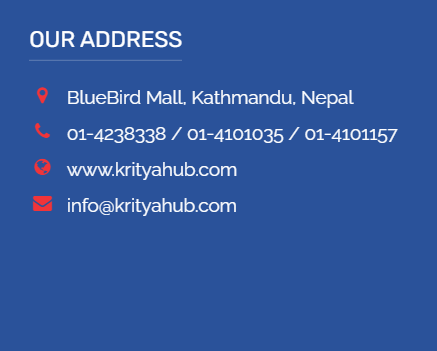 OUR ADDRESS
BlueBird Mall, Kathmandu, Nepal
01-4238338 / 01-4101035 / 01-4101157
www.krityahub.com
info@krityahub.com